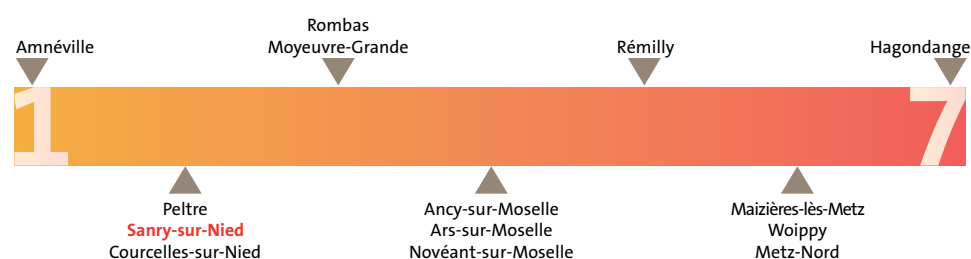 Amnéville
Rombas
Moyeuvre-Grande
Rémilly
Hagondange
1
7
Peltre
Sanry-sur-Nied
Courcelles-sur-Nied
Ancy-sur-Moselle
Ars-sur-Moselle
Novéant-sur-Moselle
Maizières-lès-Metz
Woippy
Metz-Nord